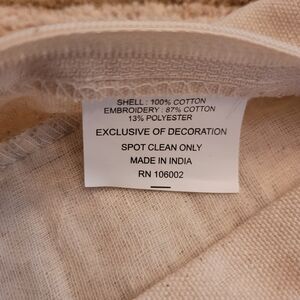 SHELL : 100% COTTON
EMBROIDERY : 87% COTTON
13% POLYESTER
EXCLUSIVE OF DECORATION
SPOT CLEAN ONLY
MADE IN INDIA
RN 106002